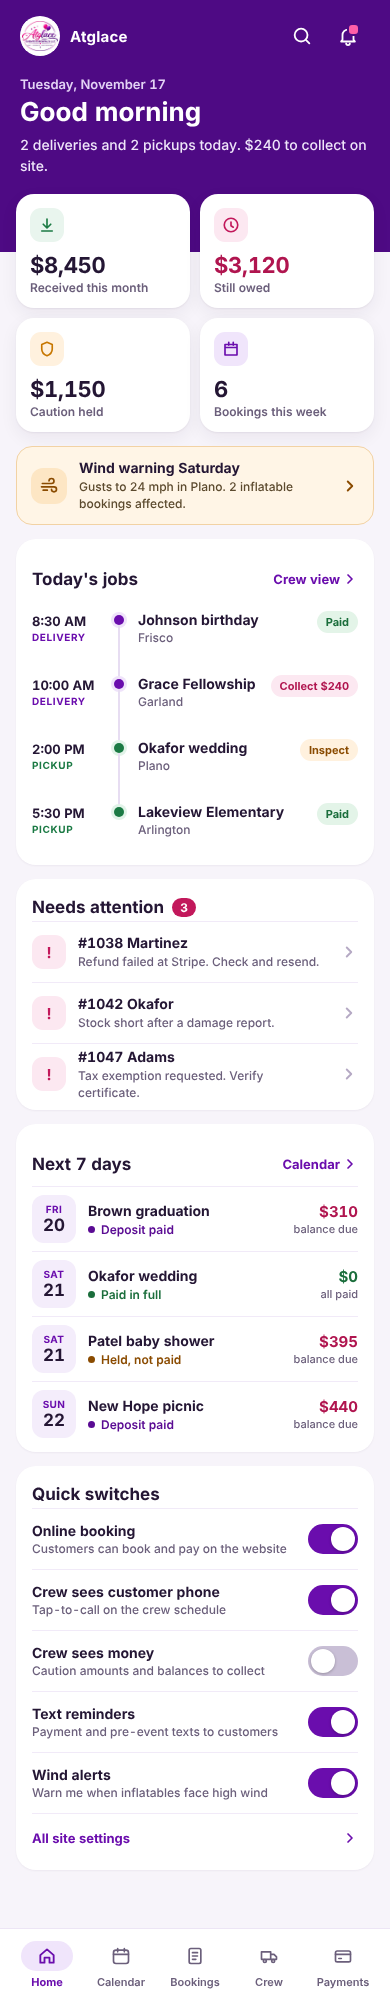 Atglace
Atglace
Tuesday, November 17
Good morning
2 deliveries and 2 pickups today. $240 to collect on
site.
$8,450
Received this month
$3,120
Still owed
$1,150
Caution held
6
Bookings this week
Wind warning Saturday
Gusts to 24 mph in Plano. 2 inflatable
bookings affected.
Today's jobs
Crew view
8:30 AM
DELIVERY
Johnson birthday
Frisco
Paid
10:00 AM
DELIVERY
Grace Fellowship
Garland
Collect $240
2:00 PM
PICKUP
Okafor wedding
Plano
Inspect
5:30 PM
PICKUP
Lakeview Elementary
Arlington
Paid
Needs attention 3
!
#1038 Martinez
Refund failed at Stripe. Check and resend.
!
#1042 Okafor
Stock short after a damage report.
!
#1047 Adams
Tax exemption requested. Verify
certificate.
Next 7 days
Calendar
FRI
20
Brown graduation
Deposit paid
$310
balance due
SAT
21
Okafor wedding
Paid in full
$0
all paid
SAT
21
Patel baby shower
Held, not paid
$395
balance due
SUN
22
New Hope picnic
Deposit paid
$440
balance due
Quick switches
Online booking
Customers can book and pay on the website
Crew sees customer phone
Tap-to-call on the crew schedule
Crew sees money
Caution amounts and balances to collect
Text reminders
Payment and pre-event texts to customers
Wind alerts
Warn me when inflatables face high wind
All site settings
Home
Calendar
Bookings
Crew
Payments